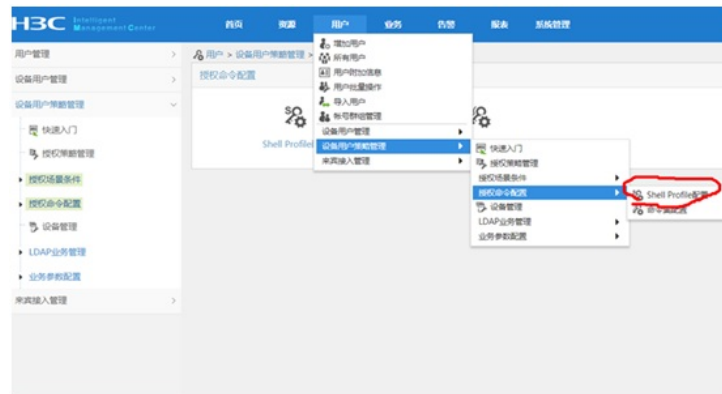 H3C Intelligent Management Center
首页 资源 用户 业务 告警 报表 系统管理
用户管理
设备用户管理
设备用户策略管理
快速入门
授权策略管理
授权场景条件
授权命令配置
设备管理
LDAP业务管理
业务参数配置
来宾接入管理
用户 > 设备用户策略管理 >
授权命令配置
Shell Profile
增加用户
所有用户
用户附加信息
用户批量操作
导入用户
帐号群组管理
设备用户管理
设备用户策略管理
来宾接入管理
快速入门
授权策略管理
授权场景条件
授权命令配置
设备管理
LDAP业务管理
业务参数配置
Shell Profile配置
命令集配置